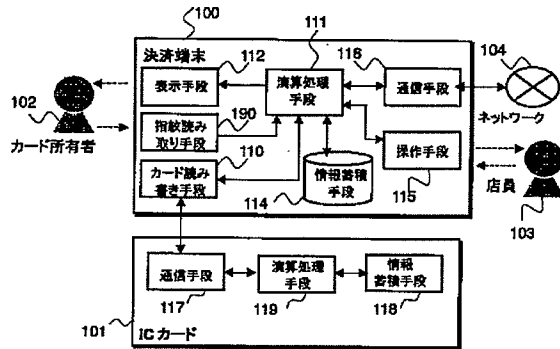 100
111
決済端末
112
116
104
表示手段
演算処理
手段
通信手段
102
190
指紋読み
取り手段
ネットワーク
カード所有者
110
操作手段
カード読み
書き手段
情報蓄積
手段
114
115
店員
103
通信手段
演算処理
手段
情報
蓄積手段
117
119
118
101
ICカード